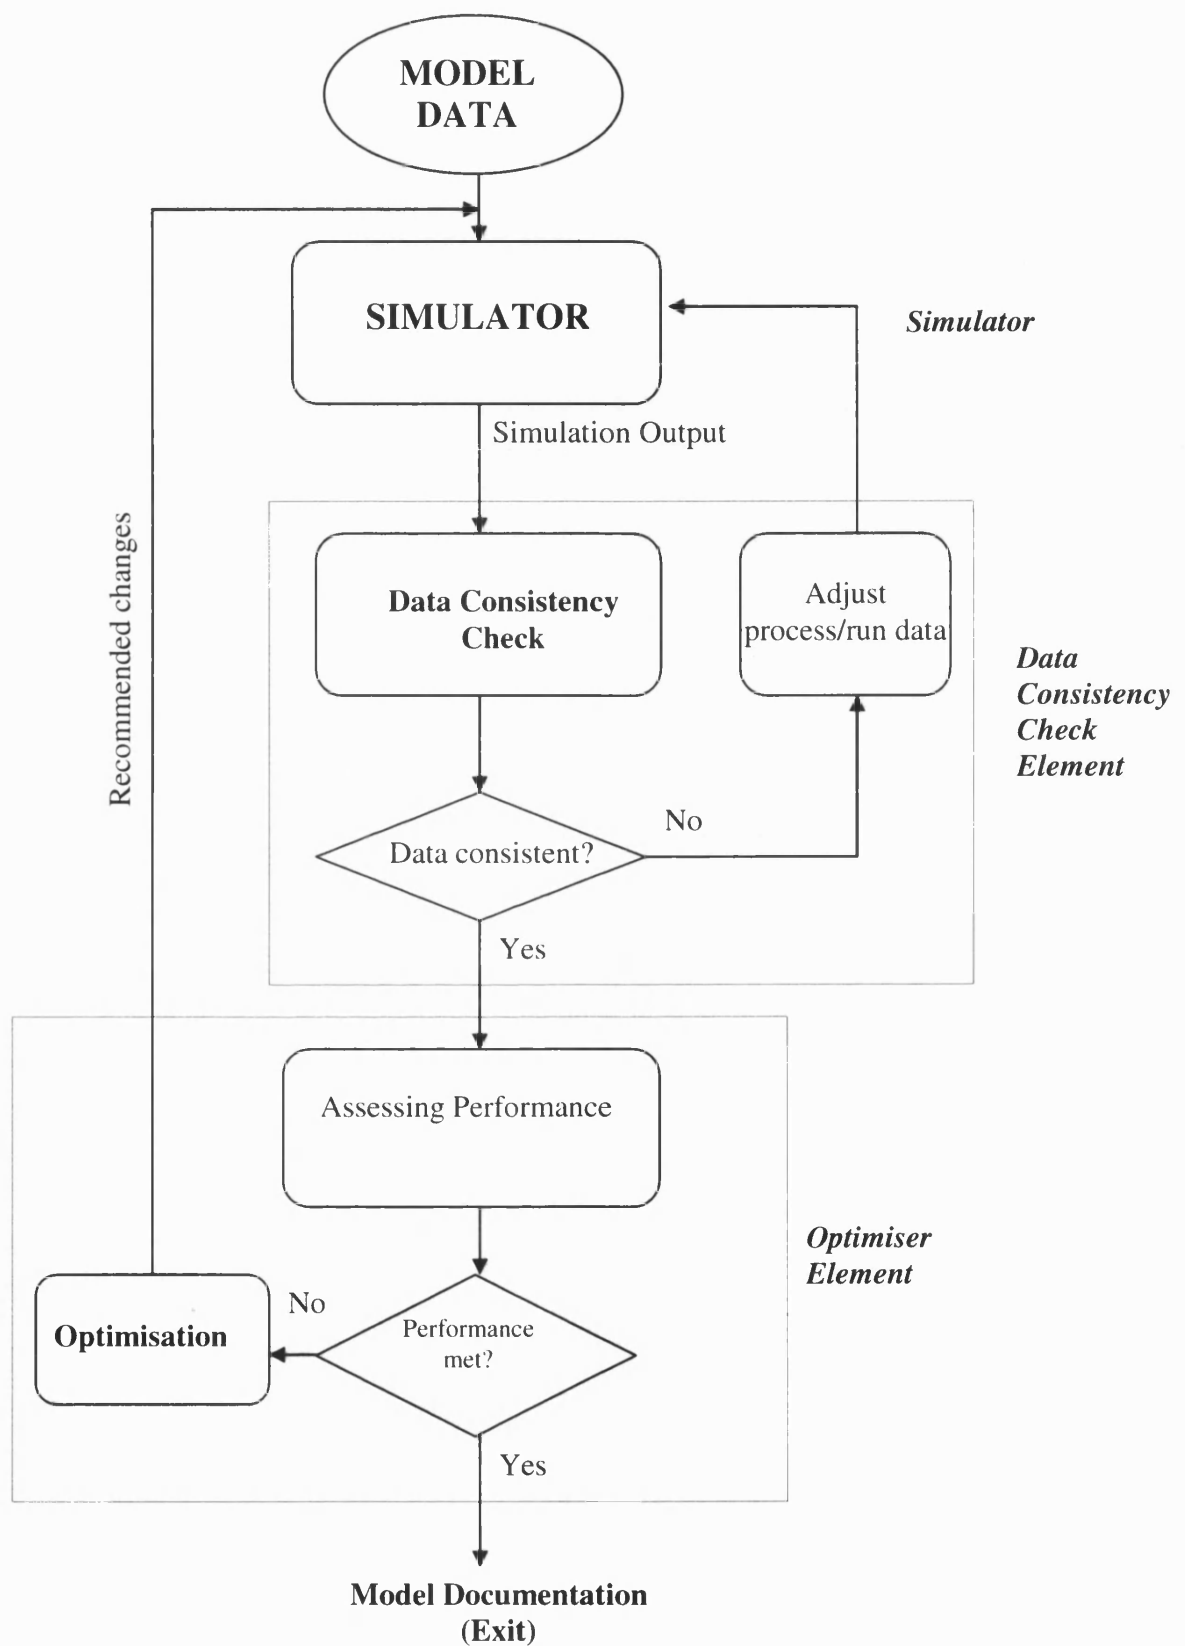 MODEL
DATA
SIMULATOR
Simulator
Simulation Output
Recommended changes
Data Consistency
Check
Adjust
process/run data
Data
Consistency
Check
Element
Data consistent?
No
Yes
Assessing Performance
Optimiser
Element
Optimisation
No
Performance
met?
Yes
Model Documentation
(Exit)